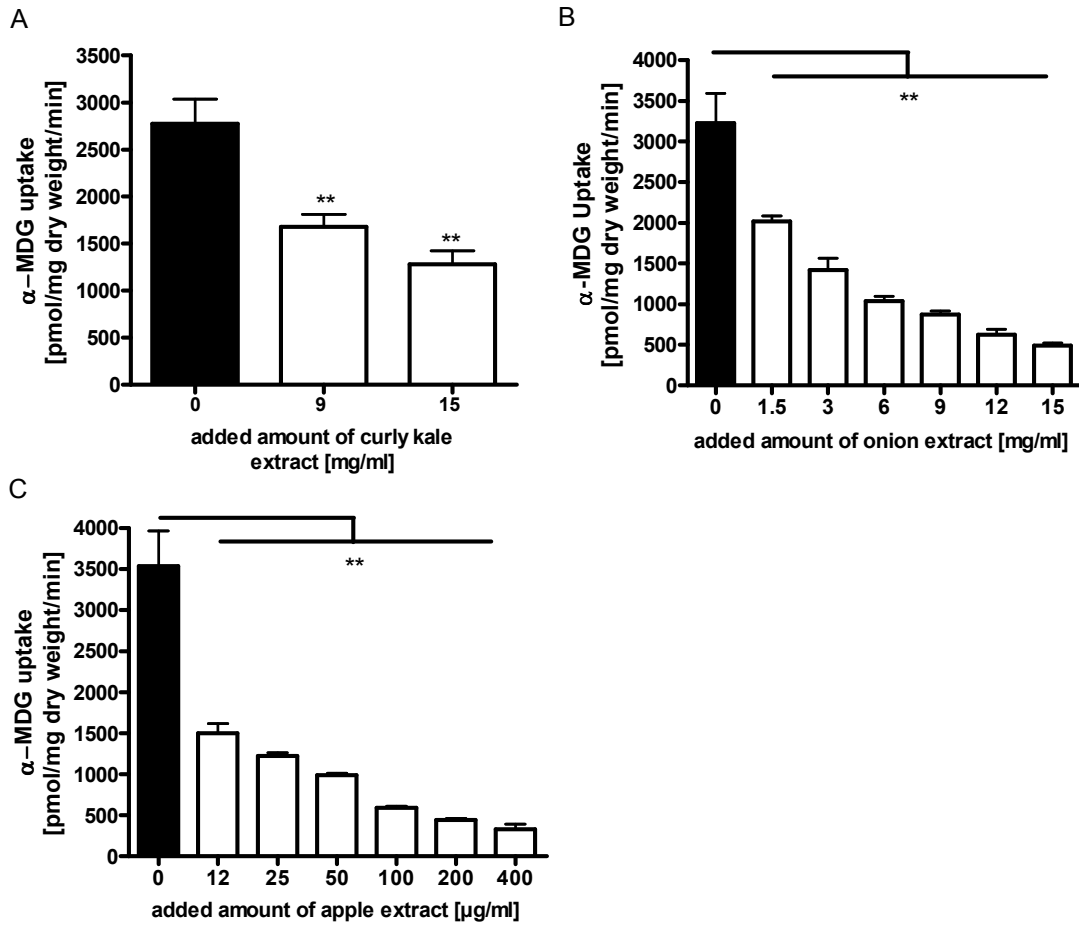 A
α–MDG uptake
[pmol/mg dry weight/min]
3500
3000
2500
2000
1500
1000
500
0
**
**
0 9 15
added amount of curly kale
extract [mg/ml]
B
α-MDG Uptake
[pmol/mg dry weight/min]
4000
3500
3000
2500
2000
1500
1000
500
0
**
0 1.5 3 6 9 12 15
added amount of onion extract [mg/ml]
C
α–MDG uptake
[pmol/mg dry weight/min]
4000
3500
3000
2500
2000
1500
1000
500
0
**
0 12 25 50 100 200 400
added amount of apple extract [µg/ml]